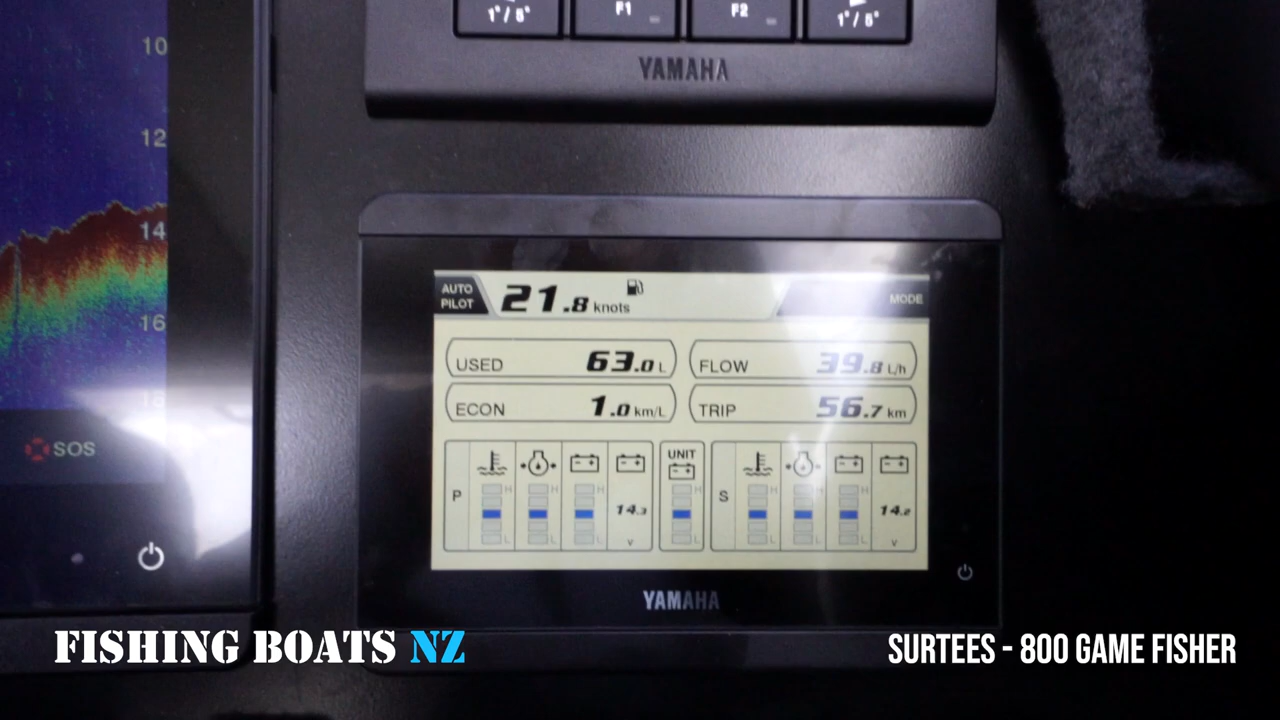 1°/5°
F1
F2
1°/5°
YAMAHA
10
12
14
16
18
SOS
AUTO PILOT
21.8 knots
MODE
USED 63.0 L
FLOW 39.8 L/h
ECON 1.0 km/L
TRIP 56.7 km
P
H
H
H
14.3
L
L
L
V
UNIT
H
L
S
H
H
H
14.2
L
L
L
V
YAMAHA
FISHING BOATS NZ
SURTEES - 800 GAME FISHER